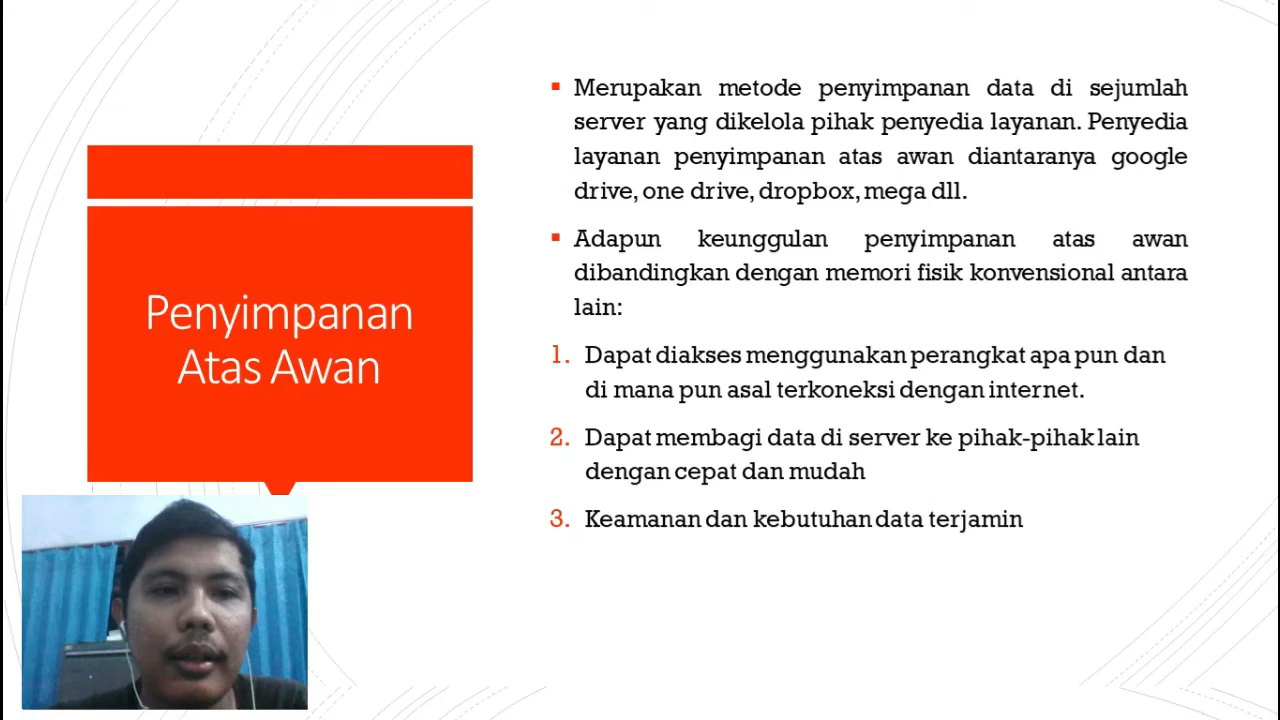 Penyimpanan
Atas Awan
Merupakan metode penyimpanan data di sejumlah
server yang dikelola pihak penyedia layanan. Penyedia
layanan penyimpanan atas awan diantaranya google
drive, one drive, dropbox, mega dll.
Adapun keunggulan penyimpanan atas awan
dibandingkan dengan memori fisik konvensional antara
lain:
1. Dapat diakses menggunakan perangkat apa pun dan
di mana pun asal terkoneksi dengan internet.
2. Dapat membagi data di server ke pihak-pihak lain
dengan cepat dan mudah
3. Keamanan dan kebutuhan data terjamin